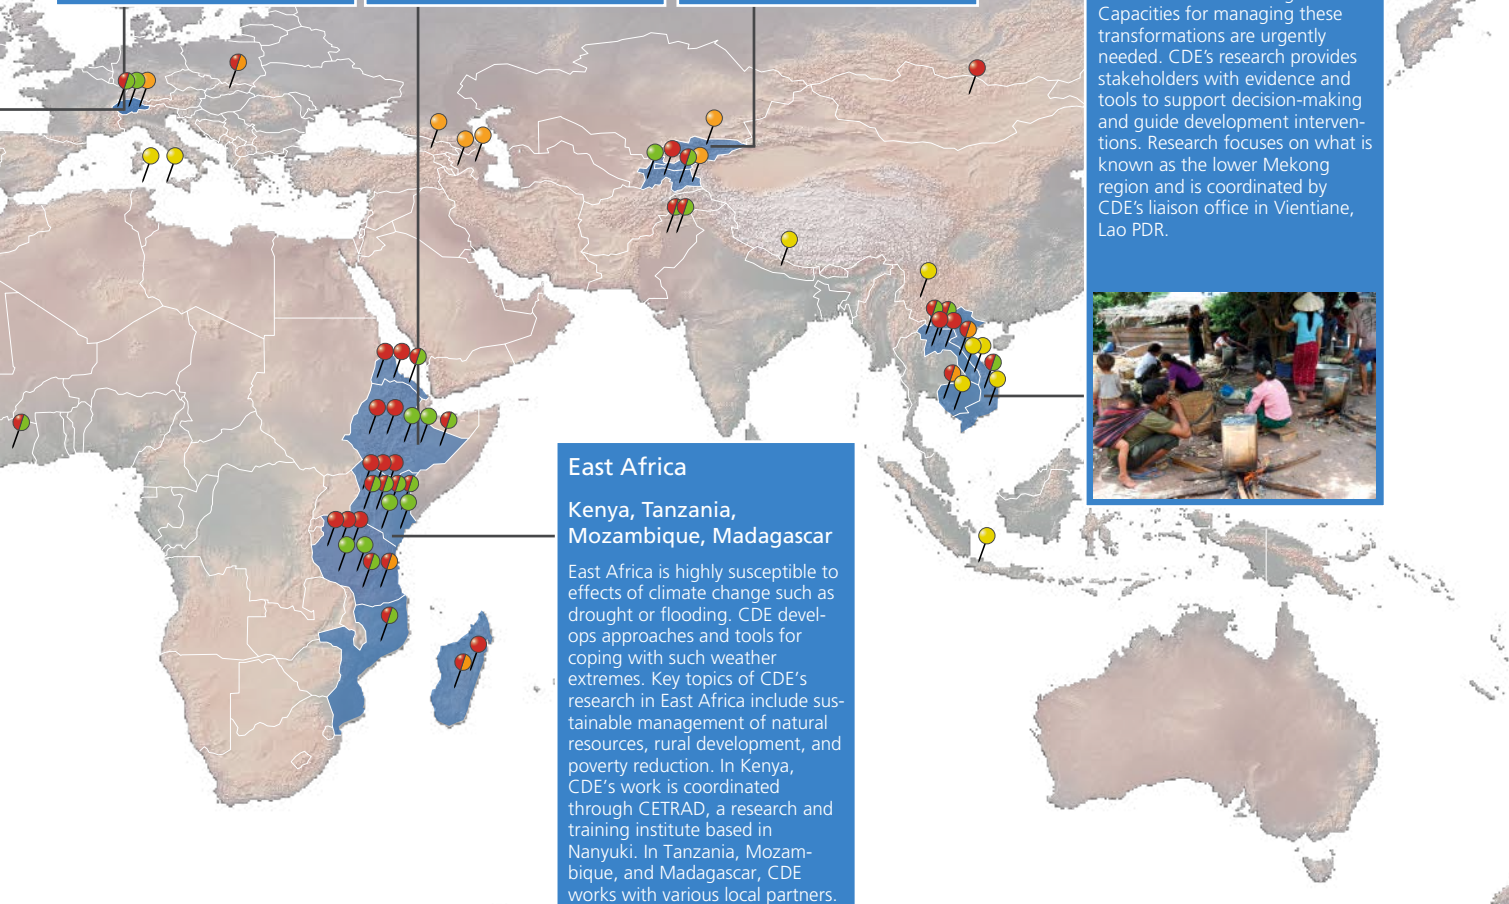 Capacities for managing these
transformations are urgently
needed. CDE’s research provides
stakeholders with evidence and
tools to support decision-making
and guide development interven-
tions. Research focuses on what is
known as the lower Mekong
region and is coordinated by
CDE’s liaison office in Vientiane,
Lao PDR.
East Africa
Kenya, Tanzania,
Mozambique, Madagascar
East Africa is highly susceptible to
effects of climate change such as
drought or flooding. CDE devel-
ops approaches and tools for
coping with such weather
extremes. Key topics of CDE’s
research in East Africa include sus-
tainable management of natural
resources, rural development, and
poverty reduction. In Kenya,
CDE’s work is coordinated
through CETRAD, a research and
training institute based in
Nanyuki. In Tanzania, Mozam-
bique, and Madagascar, CDE
works with various local partners.